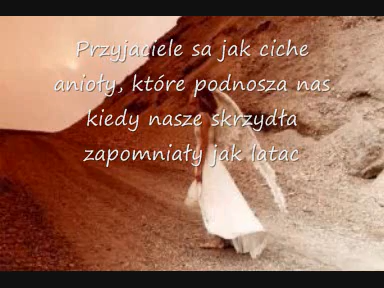 Przyjaciele sa jak ciche
anioły, które podnosza nas
kiedy nasze skrzydła
zapomniały jak latac